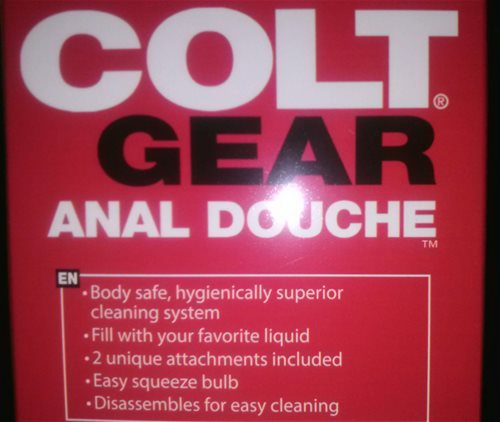 COLT®
GEAR
ANAL DOUCHE™
EN
•Body safe, hygienically superior
cleaning system
•Fill with your favorite liquid
•2 unique attachments included
•Easy squeeze bulb
•Disassembles for easy cleaning